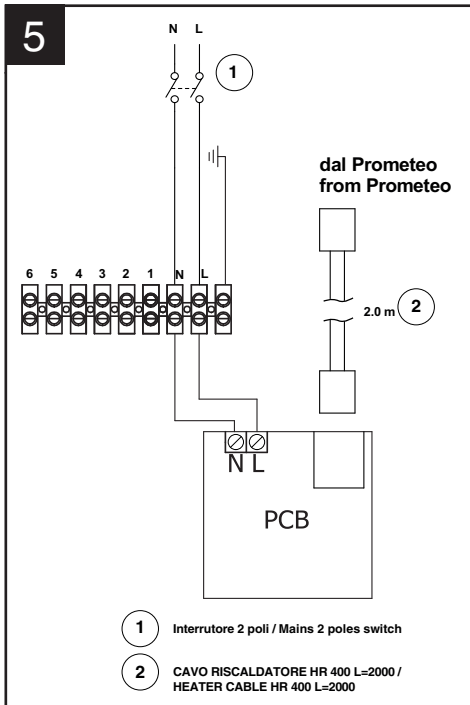 5
N L
1
dal Prometeo
from Prometeo
6 5 4 3 2 1 N L
2.0 m 2
N L
PCB
1 Interrutore 2 poli / Mains 2 poles switch
2 CAVO RISCALDATORE HR 400 L=2000 /
HEATER CABLE HR 400 L=2000